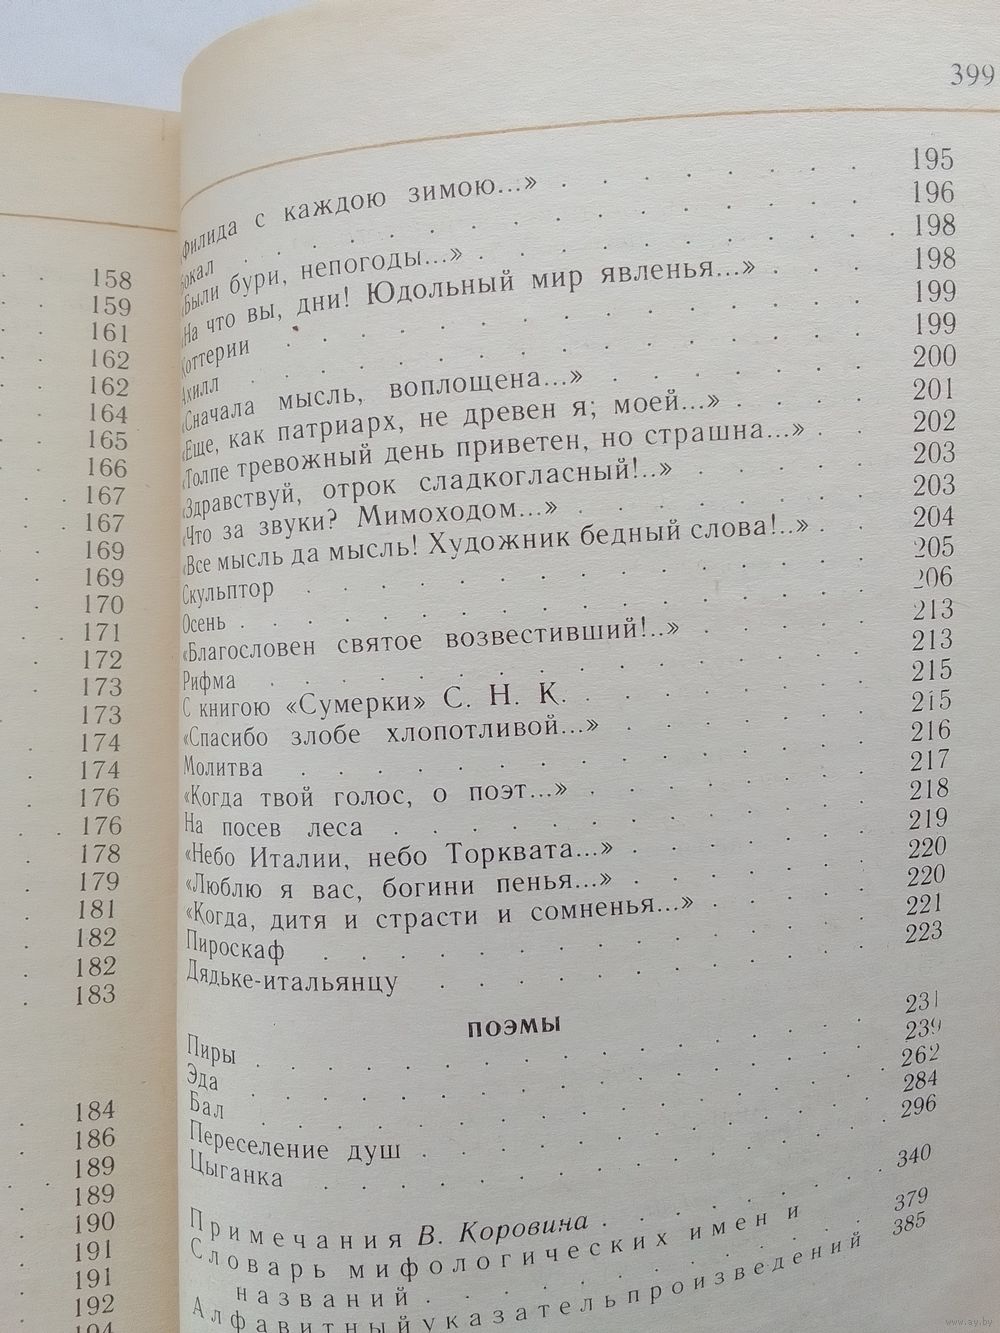 158
159
161
162
162
164
165
166
167
167
169
169
170
171
172
173
173
174
174
176
176
178
179
181
182
182
183
184
186
189
189
190
191
191
192
194
399
«Филида с каждою зимою...» 195
Бокал 196
«Были бури, непогоды...» 198
«На что вы, дни! Юдольный мир явленья...» 198
Коттерии 199
Ахилл 199
«Сначала мысль, воплощена...» 200
«Еще, как патриарх, не древен я; моей...» 201
«Толпе тревожный день приветен, но страшна...» 202
«Здравствуй, отрок сладкогласный!..» 203
«Что за звуки? Мимоходом...» 203
«Все мысль да мысль! Художник бедный слова!..» 204
Скульптор 205
Осень 206
«Благословен святое возвестивший!..» 213
Рифма 213
С книгою «Сумерки» С. Н. К. 215
«Спасибо злобе хлопотливой...» 215
Молитва 216
«Когда твой голос, о поэт...» 217
На посев леса 218
«Небо Италии, небо Торквата...» 219
«Люблю я вас, богини пенья...» 220
«Когда, дитя и страсти и сомненья...» 220
Пироскаф 221
Дядьке-итальянцу 223
ПОЭМЫ
Пиры 231
Эда 239
Бал 262
Переселение душ 284
Цыганка 296
Примечания В. Коровина 340
Словарь мифологических имен и
названий 379
Алфавитный указатель произведений 385
www.ay.by